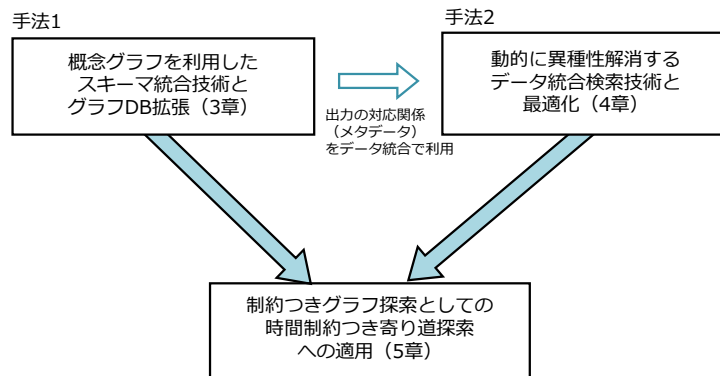 手法1
概念グラフを利用した
スキーマ統合技術と
グラフDB拡張（3章）
出力の対応関係
（メタデータ）
をデータ統合で利用
手法2
動的に異種性解消する
データ統合検索技術と
最適化（4章）
制約つきグラフ探索としての
時間制約つき寄り道探索
への適用（5章）